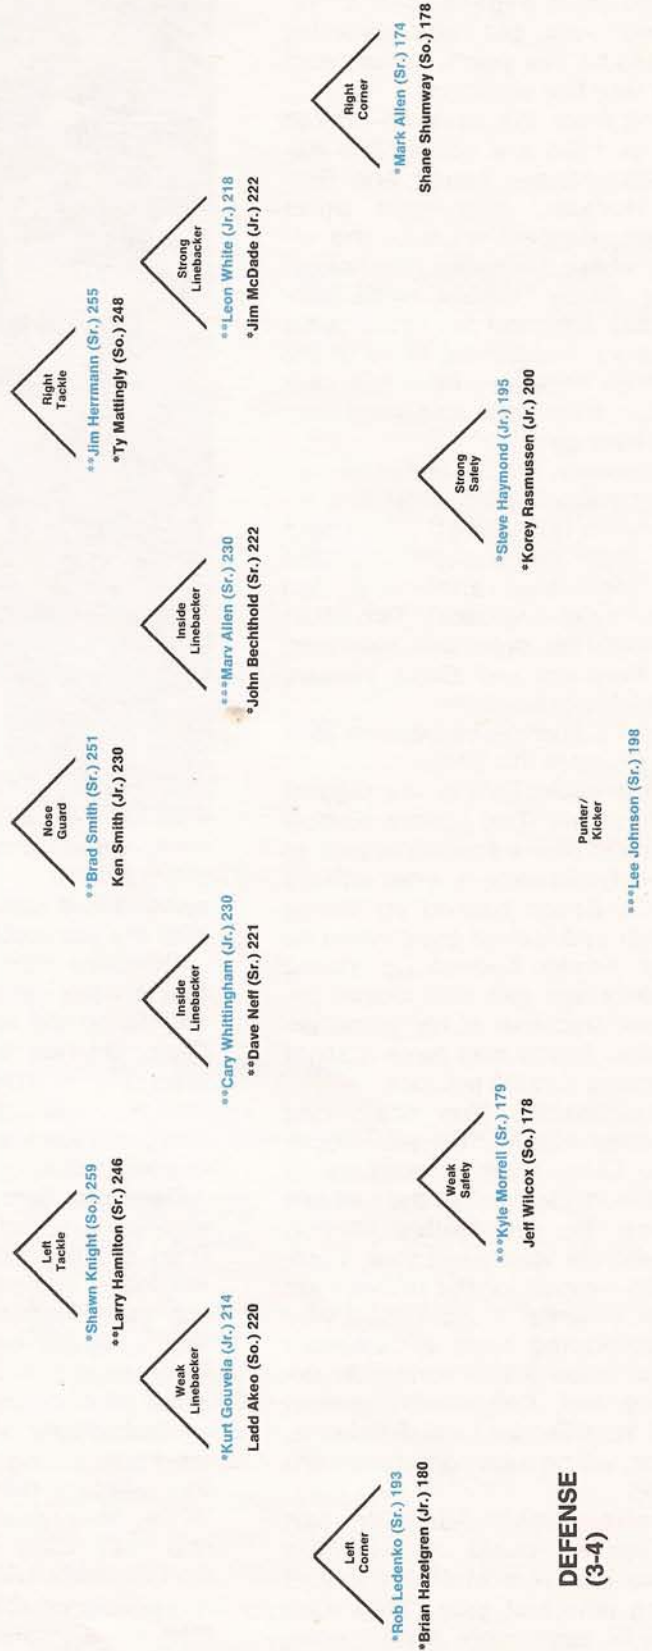 Left
Tackle
*Shawn Knight (So.) 259
**Larry Hamilton (Sr.) 246
Nose
Guard
**Brad Smith (Sr.) 251
Ken Smith (Jr.) 230
Right
Tackle
**Jim Herrmann (Sr.) 255
*Ty Mattingly (So.) 248
Weak
Linebacker
*Kurt Gouveia (Jr.) 214
Ladd Akeo (So.) 220
Inside
Linebacker
**Cary Whittingham (Jr.) 230
**Dave Neff (Sr.) 221
Inside
Linebacker
***Marv Allen (Sr.) 230
*John Bechthold (Sr.) 222
Strong
Linebacker
**Leon White (Jr.) 218
*Jim McDade (Jr.) 222
Left
Corner
*Rob Ledenko (Sr.) 193
*Brian Hazelgren (Jr.) 180
Right
Corner
*Mark Allen (Sr.) 174
Shane Shumway (So.) 178
Weak
Safety
***Kyle Morrell (Sr.) 179
Jeff Wilcox (So.) 178
Strong
Safety
*Steve Haymond (Jr.) 195
*Korey Rasmussen (Jr.) 200
DEFENSE
(3-4)
Punter/
Kicker
***Lee Johnson (Sr.) 198